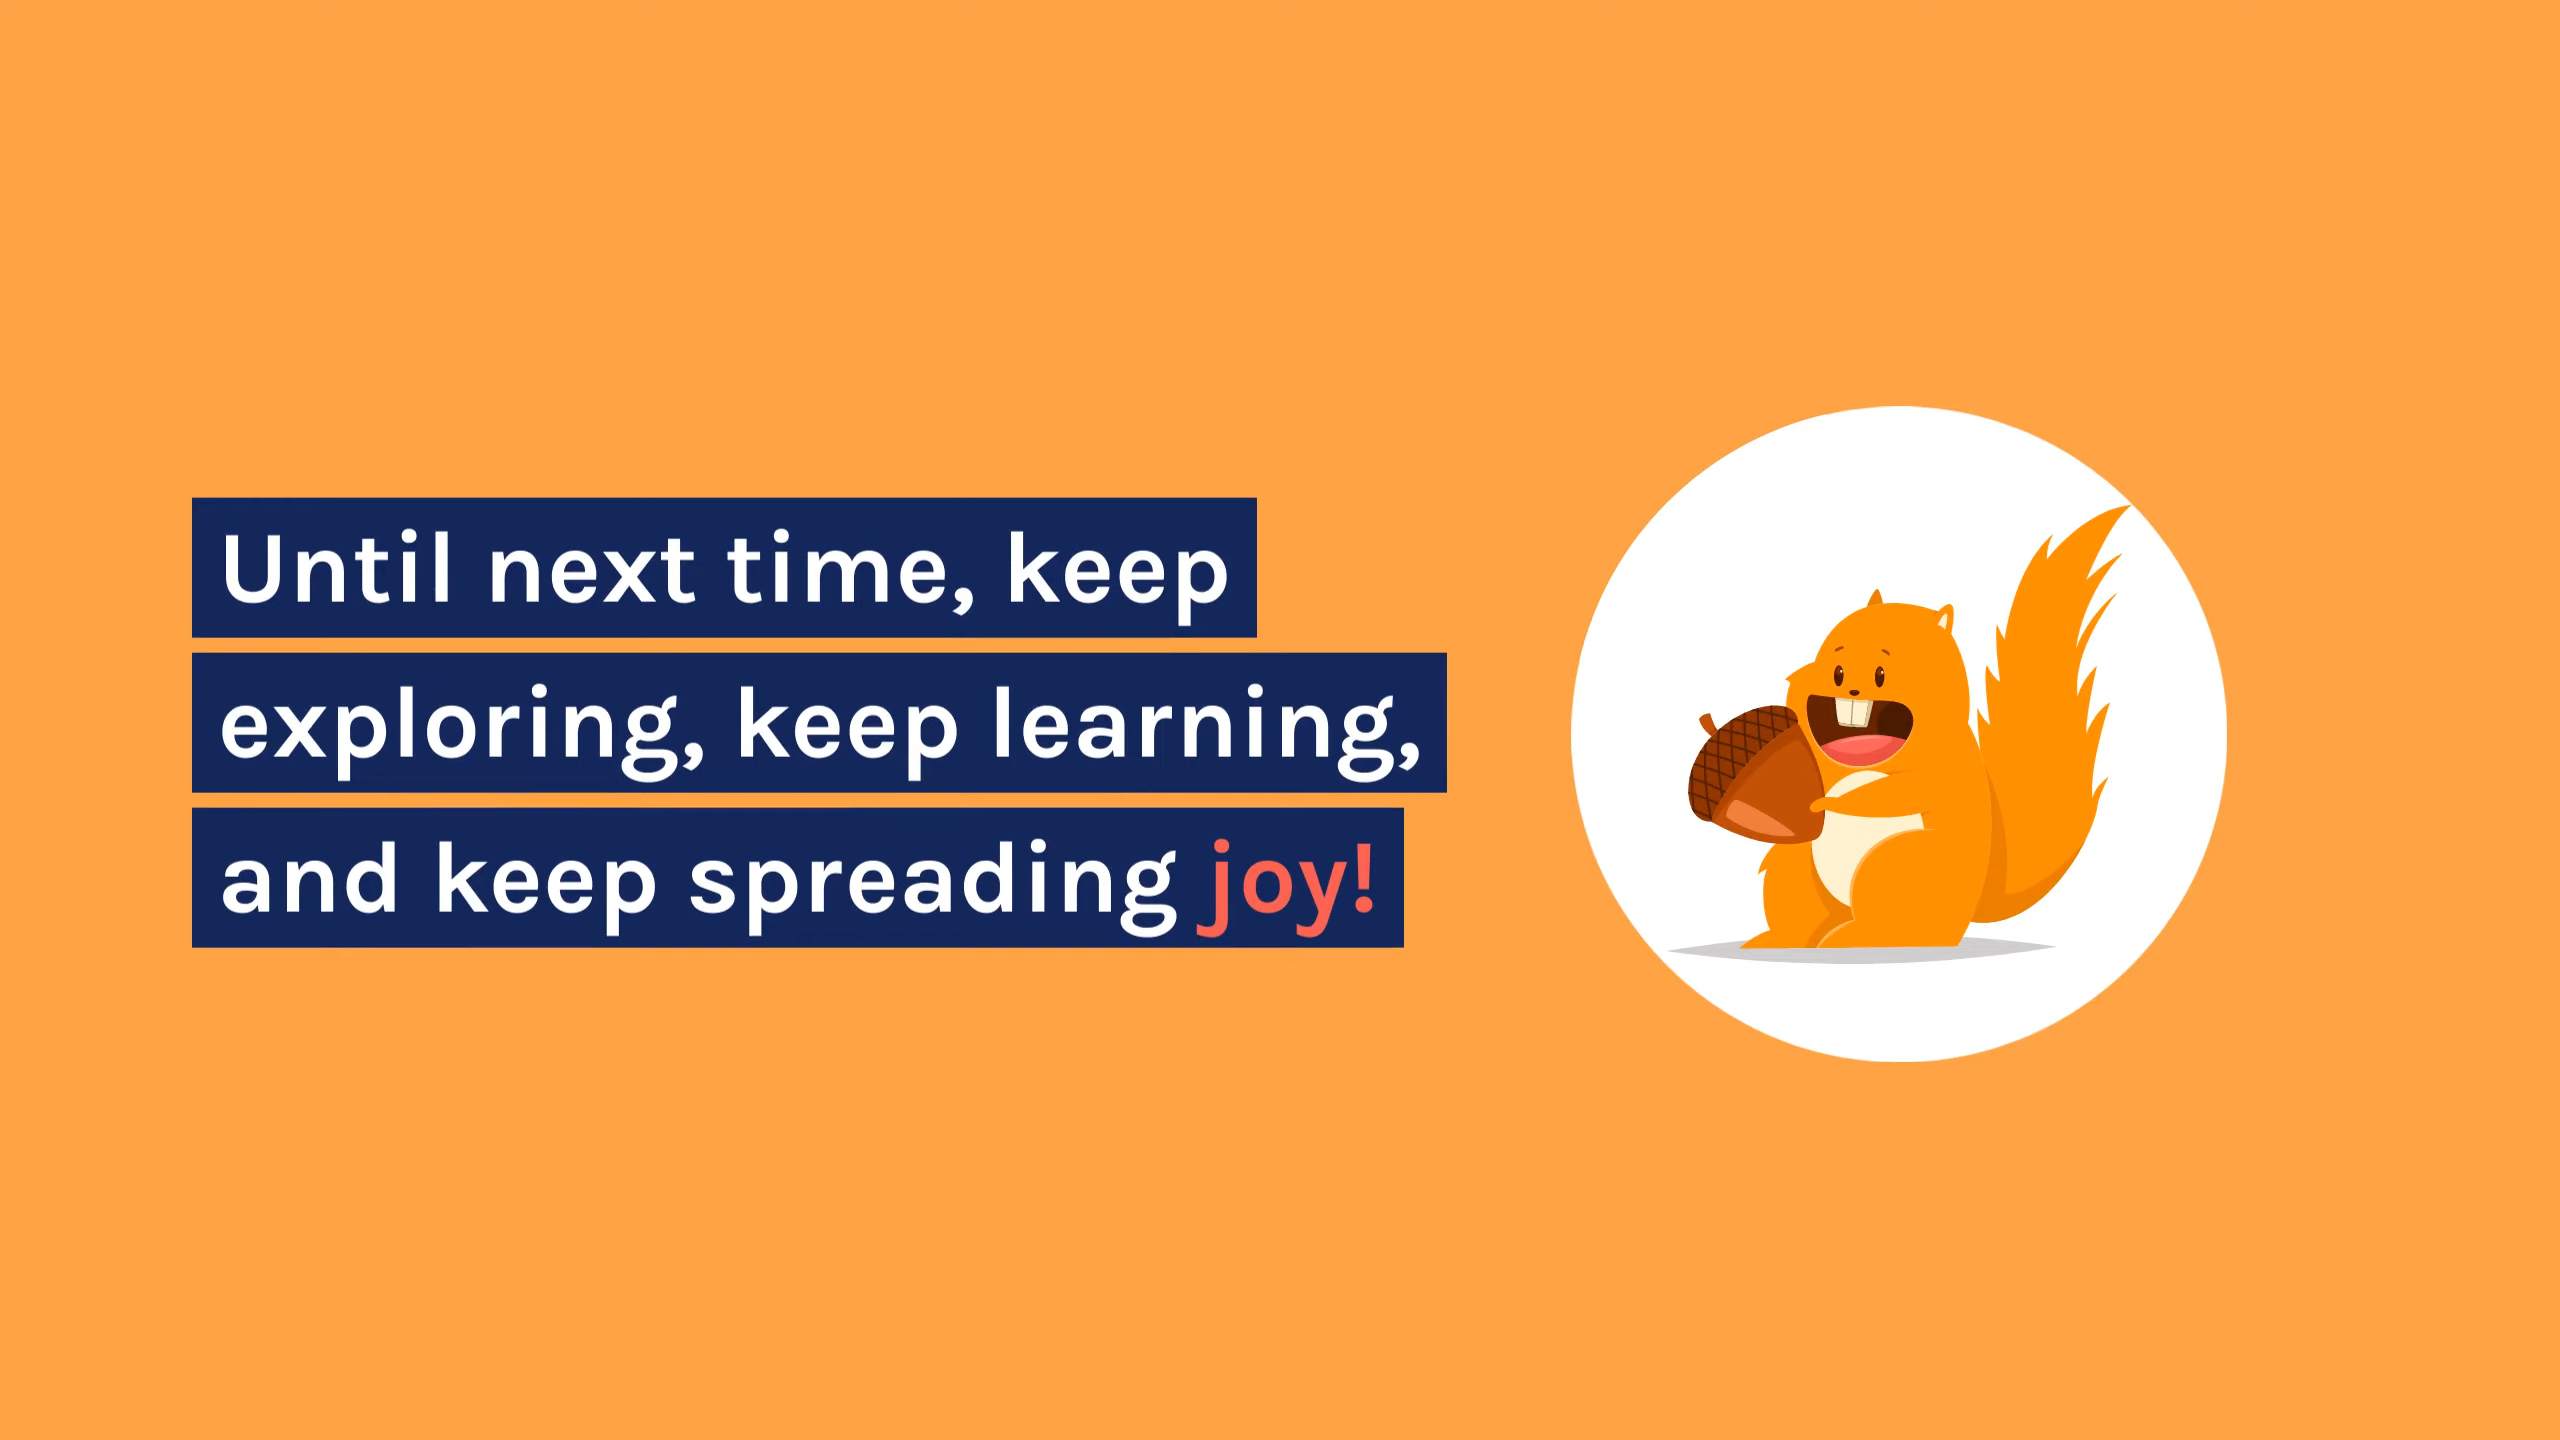 Until next time, keep
exploring, keep learning,
and keep spreading joy!